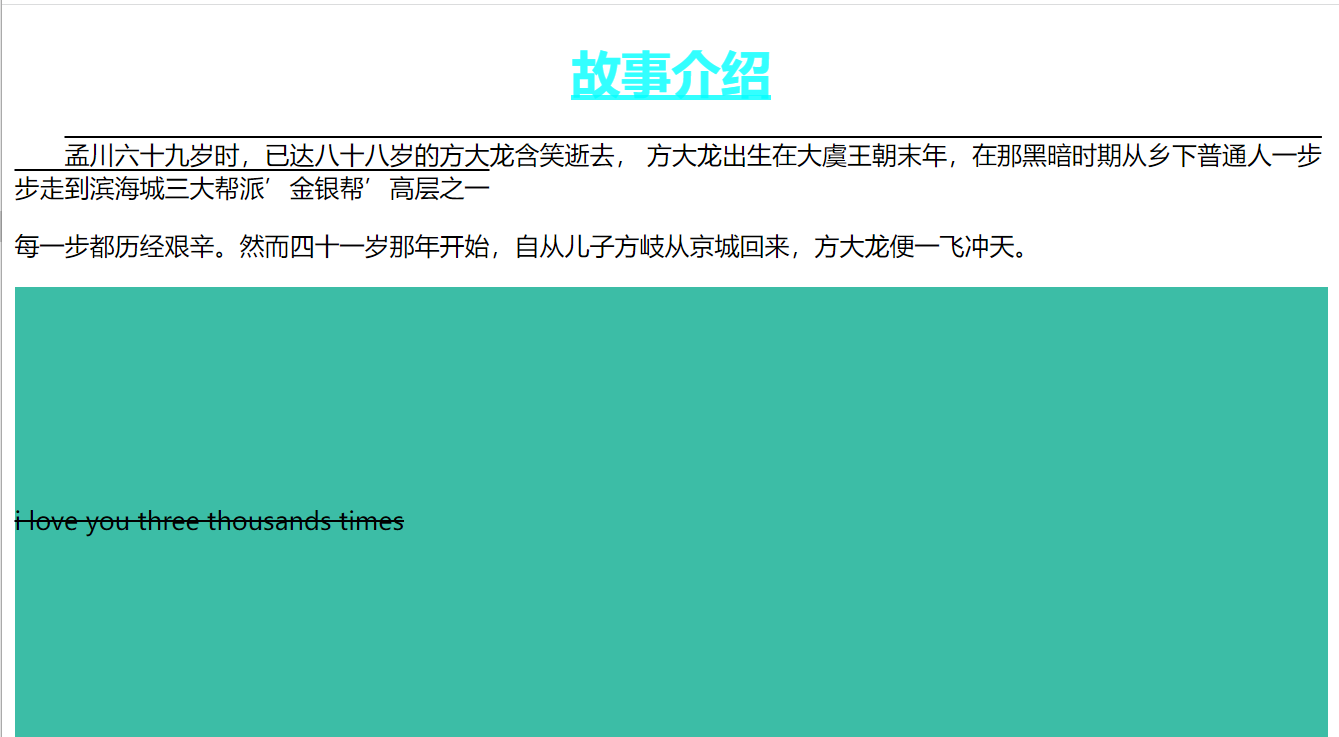 故事介绍
孟川六十九岁时，已达八十八岁的方大龙含笑逝去， 方大龙出生在大虞王朝末年，在那黑暗时期从乡下普通人一步
步走到滨海城三大帮派’金银帮’高层之一
每一步都历经艰辛。然而四十一岁那年开始，自从儿子方岐从京城回来，方大龙便一飞冲天。
i love you three thousands times